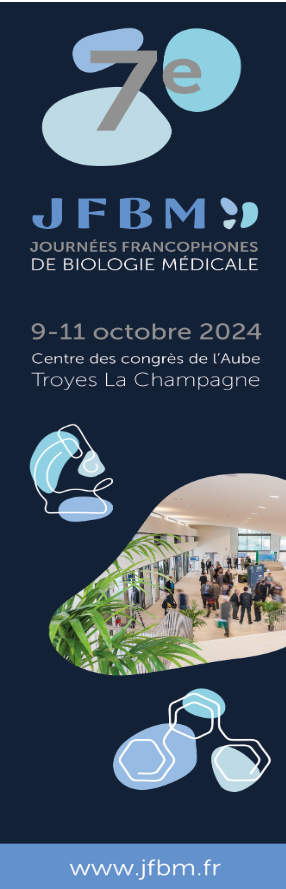 7e
JFBM
JOURNÉES FRANCOPHONES
DE BIOLOGIE MÉDICALE
9-11 octobre 2024
Centre des congrès de l'Aube
Troyes La Champagne
www.jfbm.fr